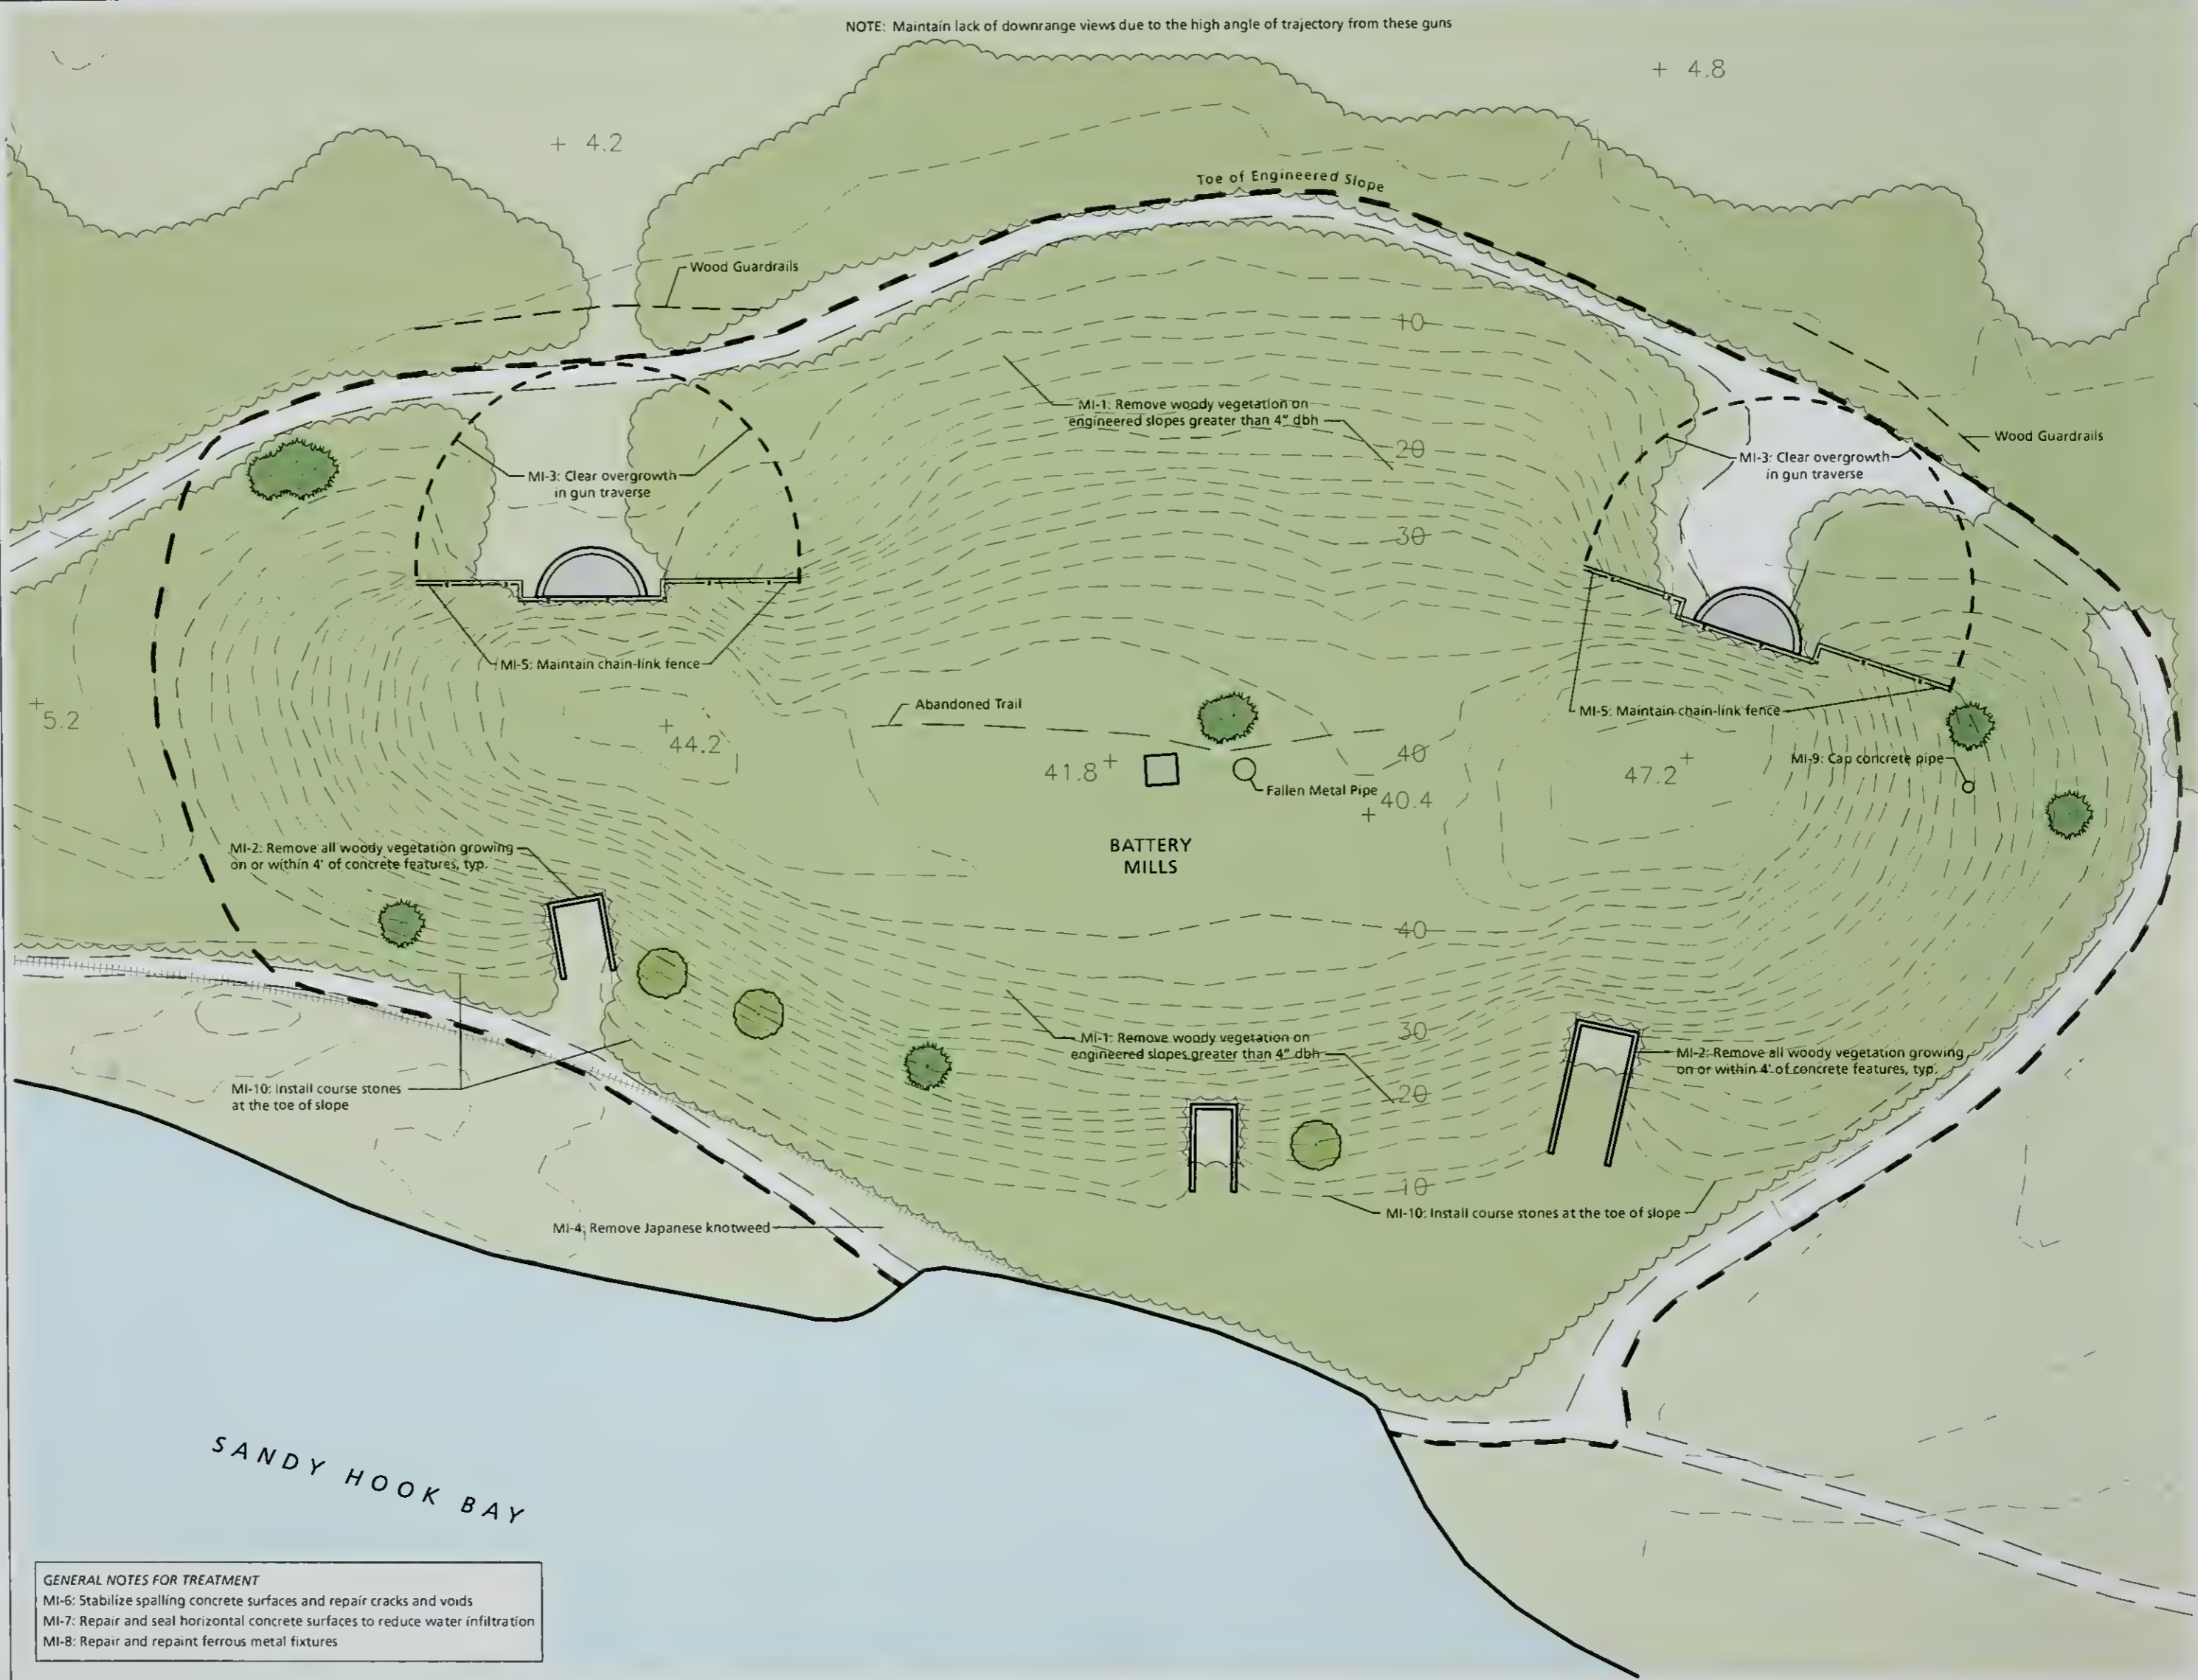 NOTE: Maintain lack of downrange views due to the high angle of trajectory from these guns
+ 4.8
+ 4.2
Toe of Engineered Slope
Wood Guardrails
10
MI-1: Remove woody vegetation on
engineered slopes greater than 4" dbh
20
Wood Guardrails
MI-3: Clear overgrowth
in gun traverse
MI-3: Clear overgrowth
in gun traverse
30
MI-5: Maintain chain-link fence
Abandoned Trail
MI-5: Maintain chain-link fence
+ 5.2
+ 44.2
41.8 +
40
47.2 +
MI-9: Cap concrete pipe
Fallen Metal Pipe
+ 40.4
BATTERY
MILLS
MI-2: Remove all woody vegetation growing
on or within 4' of concrete features, typ.
40
30
MI-1: Remove woody vegetation on
engineered slopes greater than 4" dbh
MI-2: Remove all woody vegetation growing
on or within 4' of concrete features, typ.
MI-10: Install course stones
at the toe of slope
20
10
MI-10: Install course stones at the toe of slope
MI-4: Remove Japanese knotweed
SANDY HOOK BAY
GENERAL NOTES FOR TREATMENT
MI-6: Stabilize spalling concrete surfaces and repair cracks and voids
MI-7: Repair and seal horizontal concrete surfaces to reduce water infiltration
MI-8: Repair and repaint ferrous metal fixtures